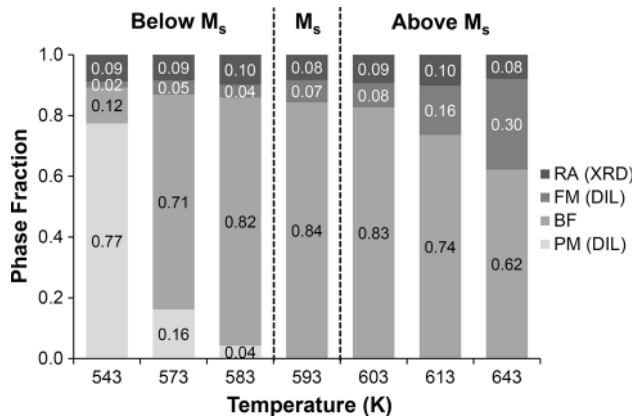 Below Ms Ms Above Ms
1.0
0.8
0.6
0.4
0.2
0.0
Phase Fraction
0.09 0.09 0.10 0.08 0.09 0.10 0.08
0.02 0.05 0.04 0.07 0.08 0.16 0.30
0.12 0.71 0.82 0.84 0.83 0.74 0.62
0.77 0.16 0.04
RA (XRD)
FM (DIL)
BF
PM (DIL)
543 573 583 593 603 613 643
Temperature (K)